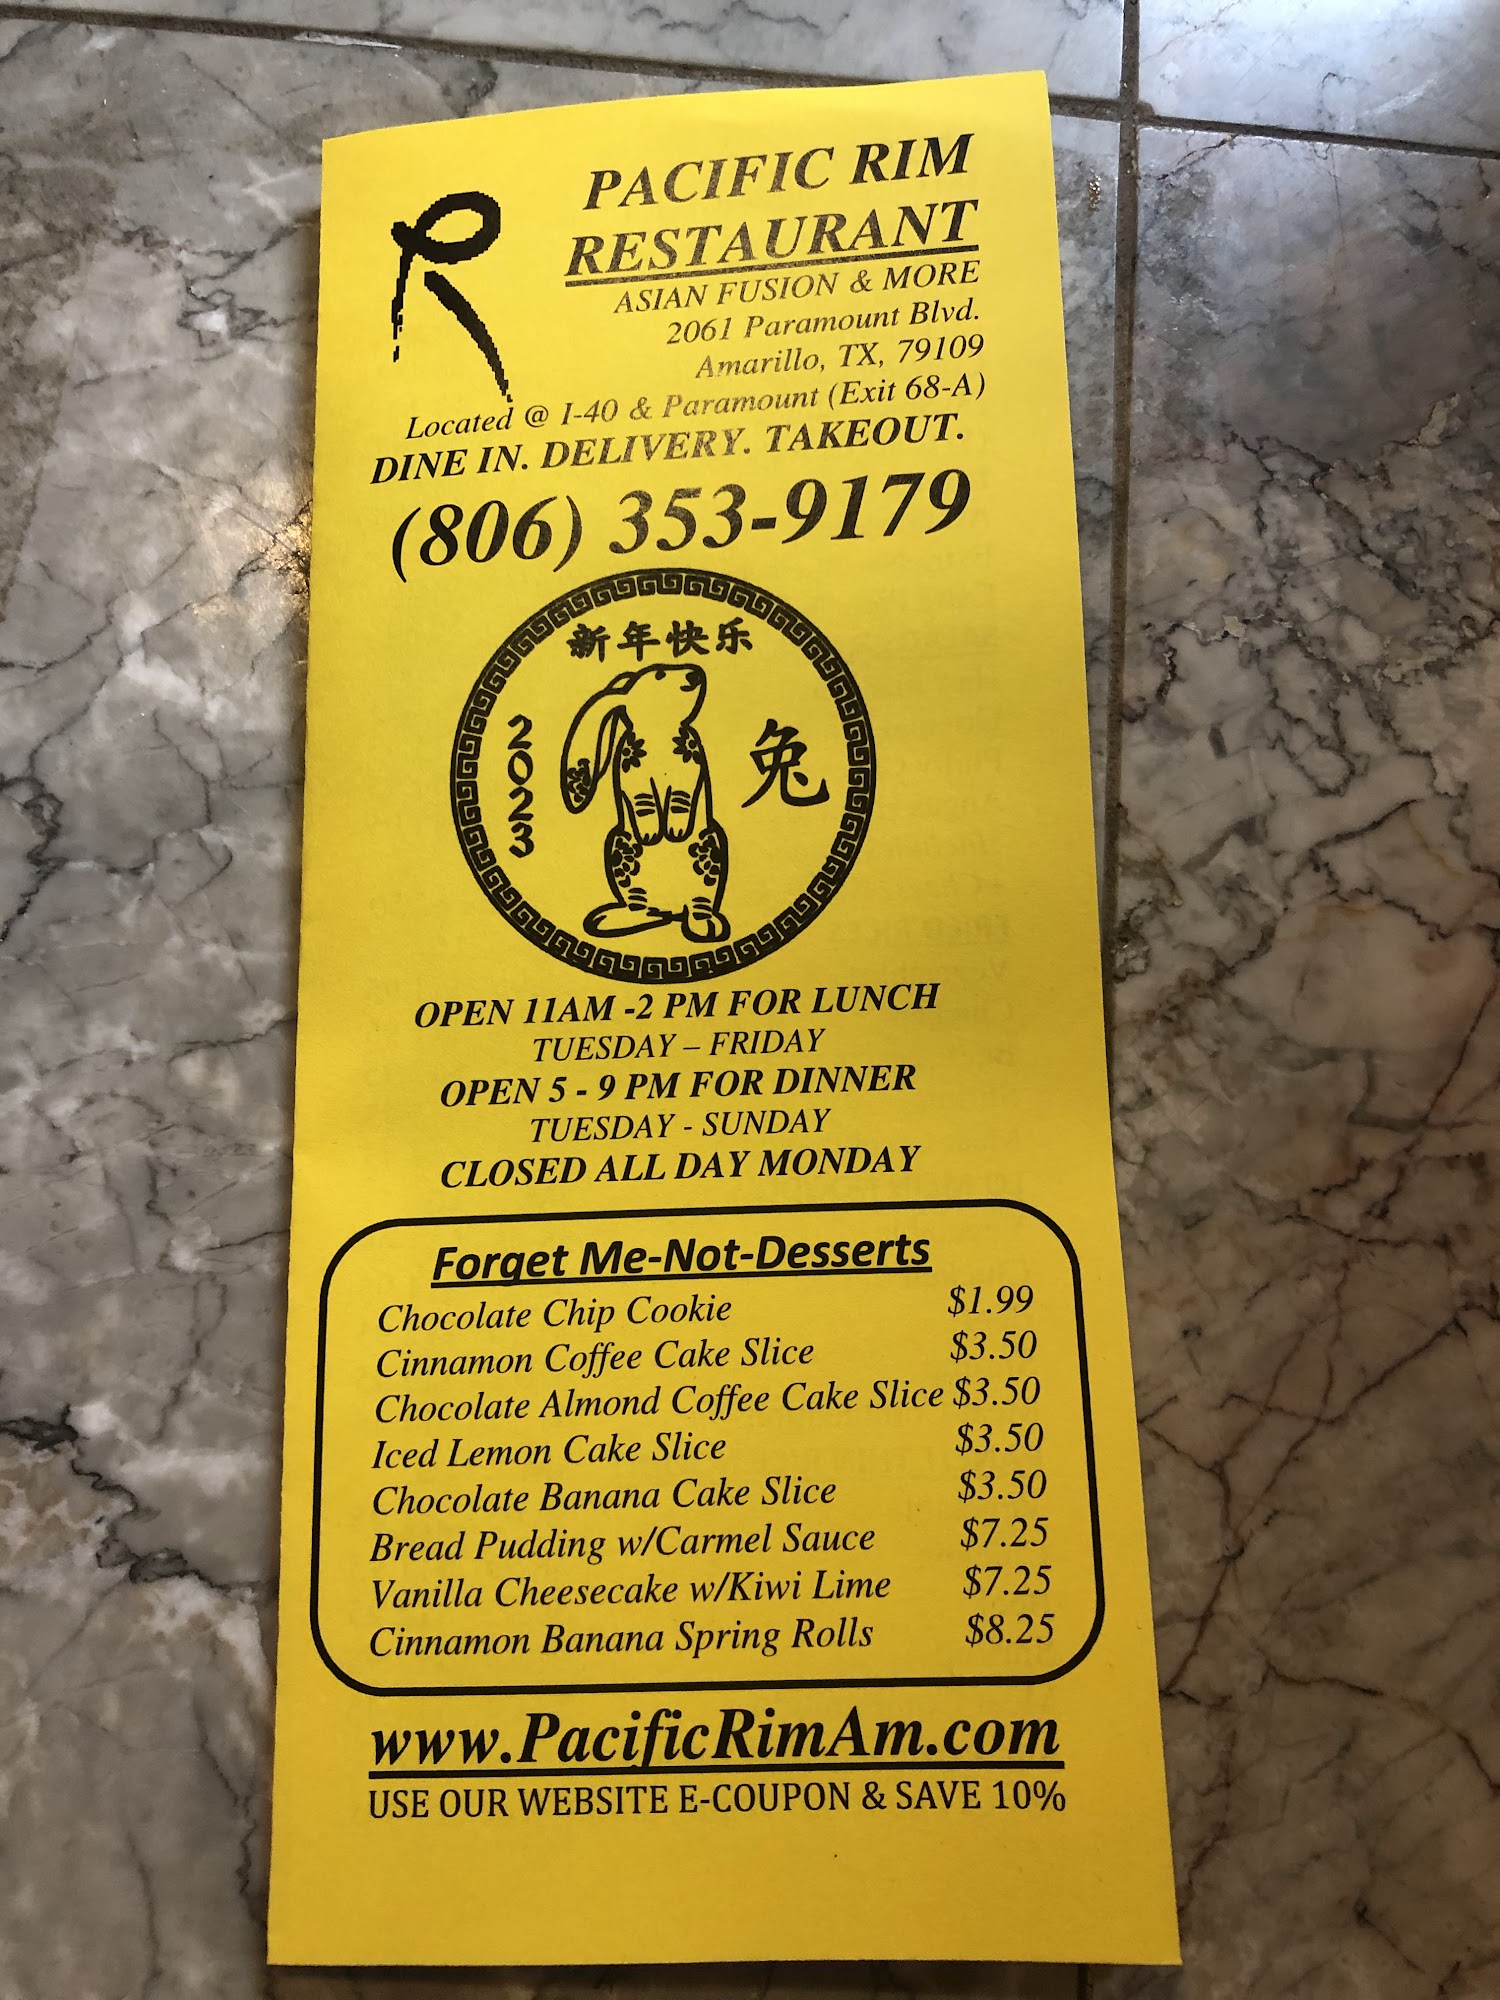 R
PACIFIC RIM
RESTAURANT
ASIAN FUSION & MORE
2061 Paramount Blvd.
Amarillo, TX, 79109
Located @ I-40 & Paramount (Exit 68-A)
DINE IN. DELIVERY. TAKEOUT.
(806) 353-9179
新年快乐
2023
兔
OPEN 11AM -2 PM FOR LUNCH
TUESDAY – FRIDAY
OPEN 5 - 9 PM FOR DINNER
TUESDAY - SUNDAY
CLOSED ALL DAY MONDAY
Forget Me-Not-Desserts
Chocolate Chip Cookie $1.99
Cinnamon Coffee Cake Slice $3.50
Chocolate Almond Coffee Cake Slice $3.50
Iced Lemon Cake Slice $3.50
Chocolate Banana Cake Slice $3.50
Bread Pudding w/Carmel Sauce $7.25
Vanilla Cheesecake w/Kiwi Lime $7.25
Cinnamon Banana Spring Rolls $8.25
www.PacificRimAm.com
USE OUR WEBSITE E-COUPON & SAVE 10%